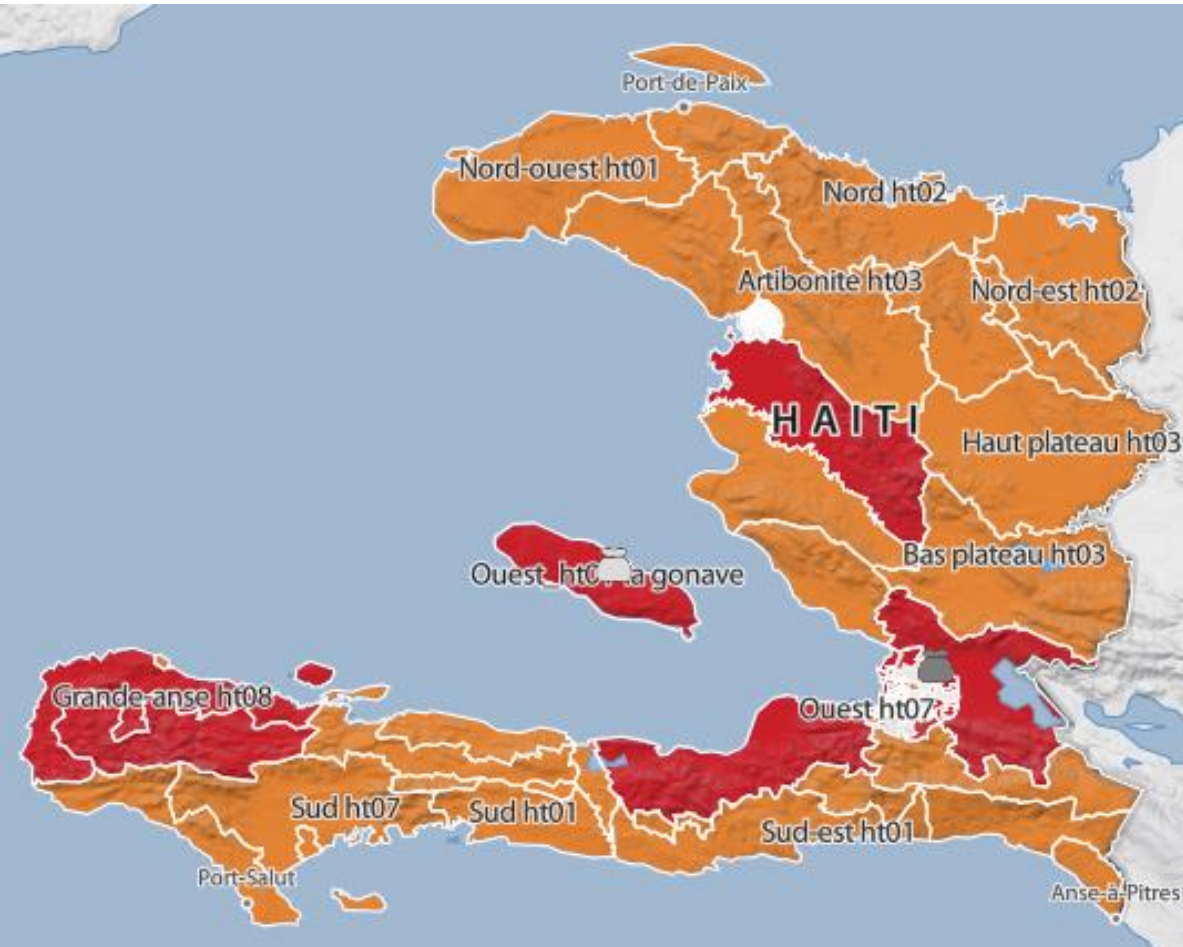 Port-de-Paix
Nord-ouest ht01
Nord ht02
Artibonite ht03
Nord-est ht02
HAITI
Haut plateau ht03
Bas plateau ht03
Ouest_ht0 a gonave
Grande-anse ht08
Ouest ht07
Sud ht07
Sud ht01
Sud-est ht01
Port-Salut
Anse-à-Pitres